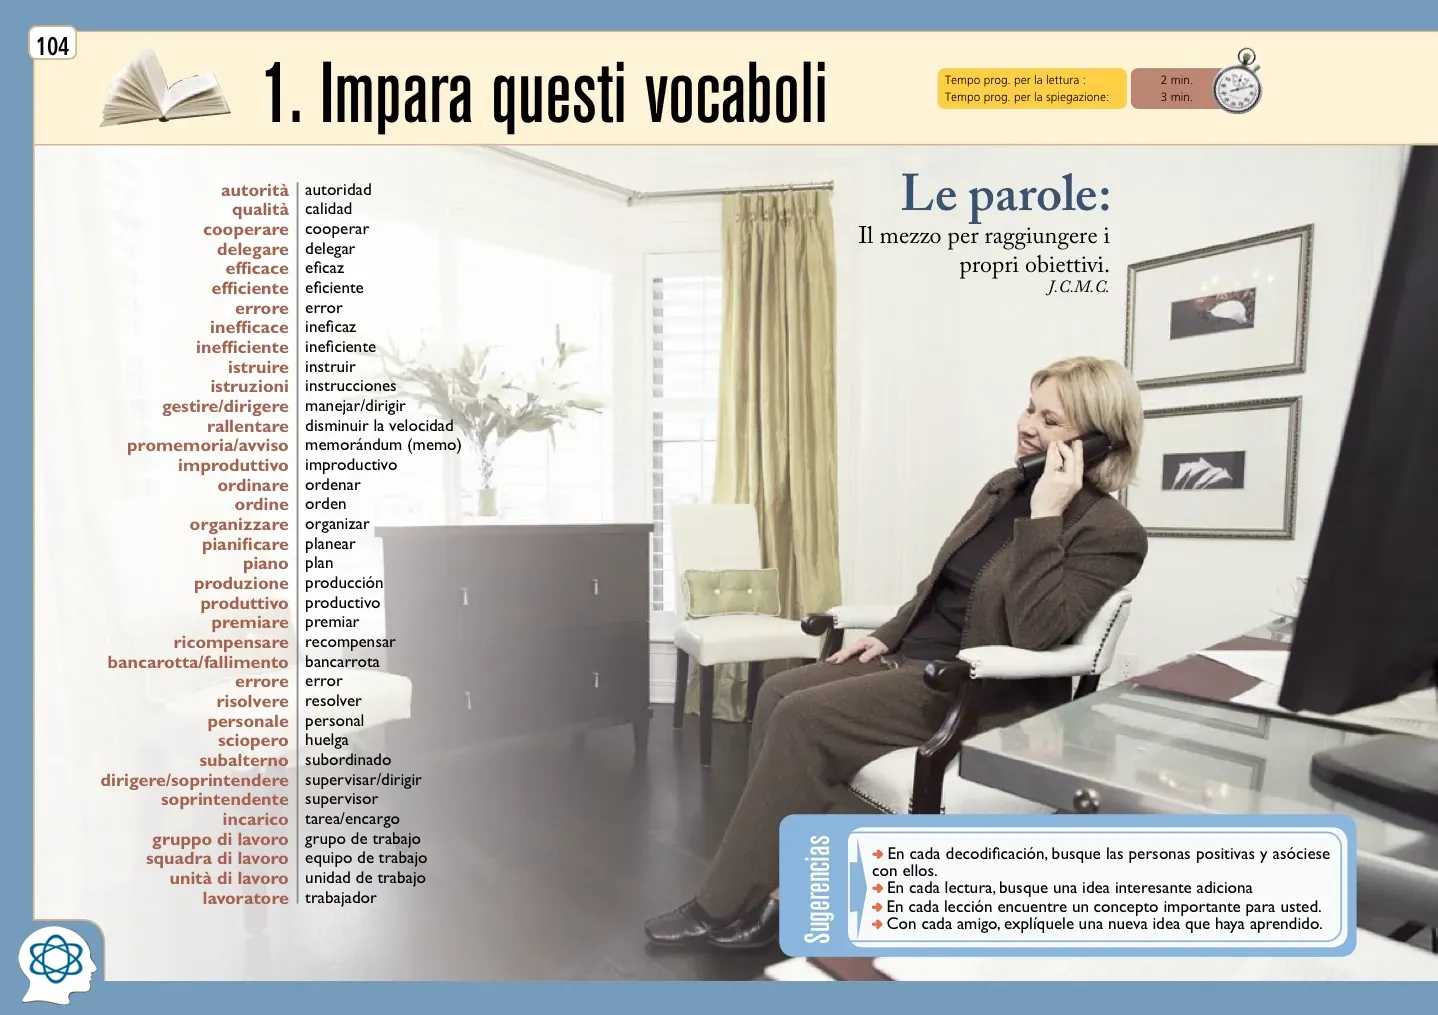 104
1. Impara questi vocaboli
Tempo prog. per la lettura : 2 min.
Tempo prog. per la spiegazione: 3 min.
autorità autoridad
qualità calidad
cooperare cooperar
delegare delegar
efficace eficaz
efficiente eficiente
errore error
inefficace ineficaz
inefficiente ineficiente
istruire instruir
istruzioni instrucciones
gestire/dirigere manejar/dirigir
rallentare disminuir la velocidad
promemoria/avviso memorándum (memo)
improduttivo improductivo
ordinare ordenar
ordine orden
organizzare organizar
pianificare planear
piano plan
produzione producción
produttivo productivo
premiare premiar
ricompensare recompensar
bancarotta/fallimento bancarrota
errore error
risolvere resolver
personale personal
sciopero huelga
subalterno subordinado
dirigere/soprintendere supervisar/dirigir
soprintendente supervisor
incarico tarea/encargo
gruppo di lavoro grupo de trabajo
squadra di lavoro equipo de trabajo
unità di lavoro unidad de trabajo
lavoratore trabajador
Le parole:
Il mezzo per raggiungere i
propri obiettivi.
J.C.M.C.
Sugerencias
En cada decodificación, busque las personas positivas y asóciese
con ellos.
En cada lectura, busque una idea interesante adiciona
En cada lección encuentre un concepto importante para usted.
Con cada amigo, explíquele una nueva idea que haya aprendido.